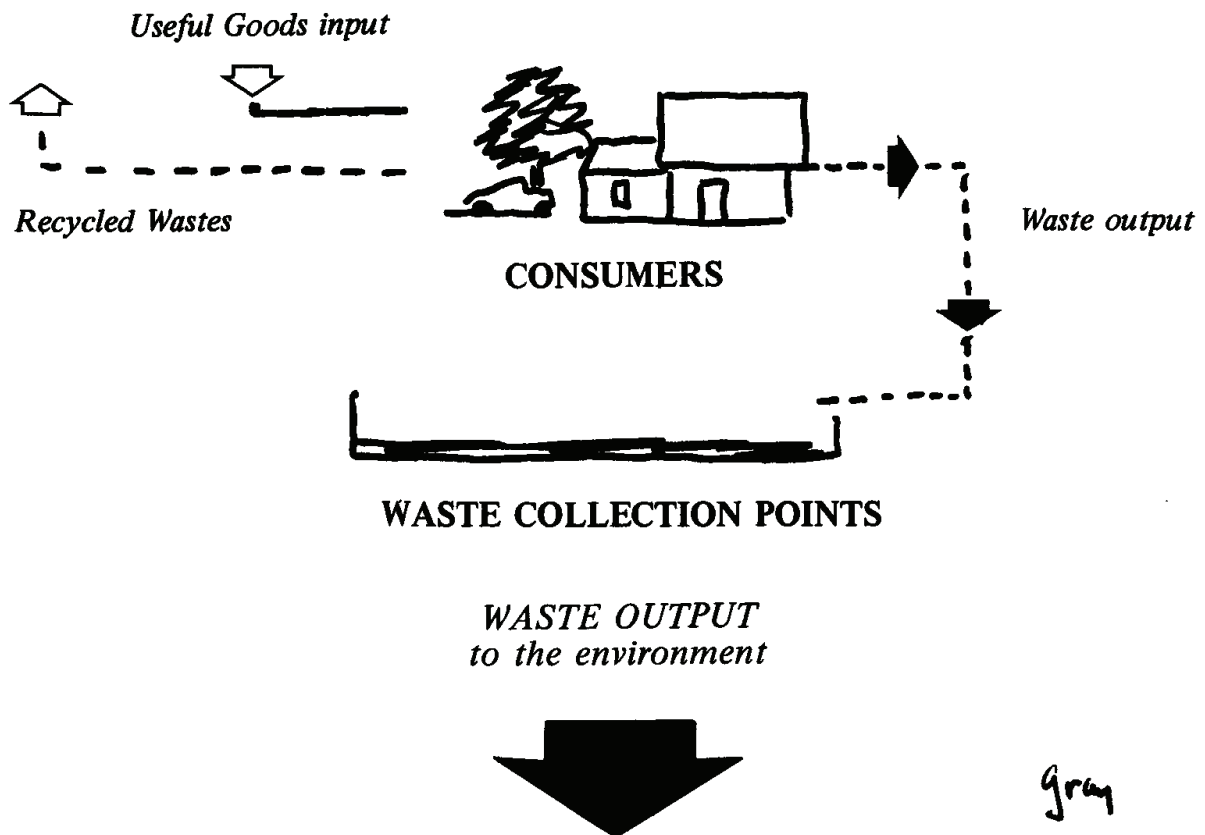 Useful Goods input
Recycled Wastes
Waste output
CONSUMERS
WASTE COLLECTION POINTS
WASTE OUTPUT
to the environment
gray